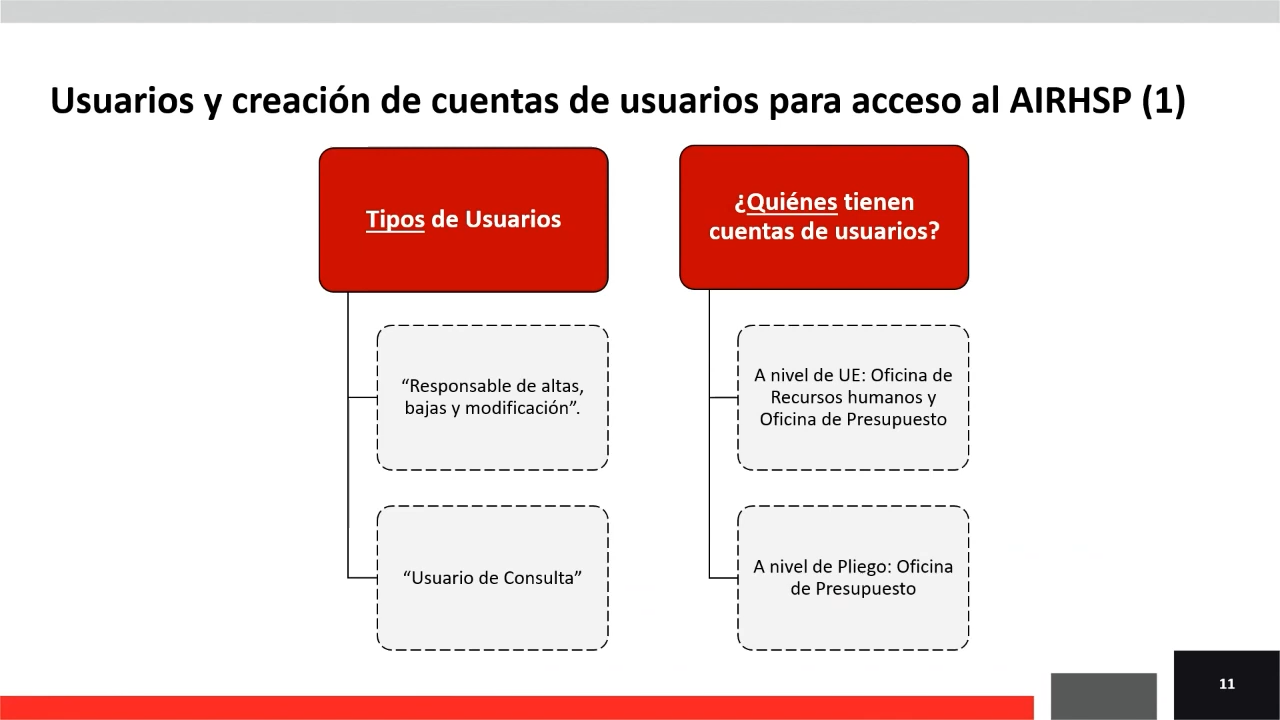 Usuarios y creación de cuentas de usuarios para acceso al AIRHSP (1)
Tipos de Usuarios
“Responsable de altas,
bajas y modificación”.
“Usuario de Consulta”
¿Quiénes tienen
cuentas de usuarios?
A nivel de UE: Oficina de
Recursos humanos y
Oficina de Presupuesto
A nivel de Pliego: Oficina
de Presupuesto
11